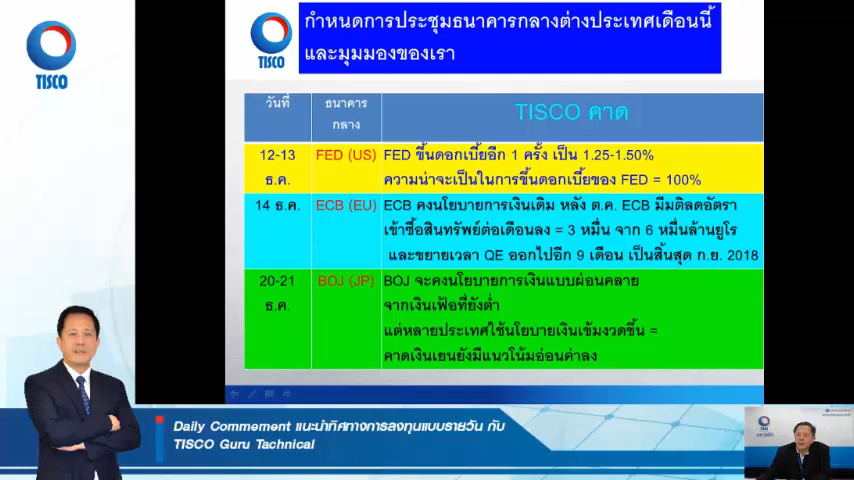 TISCO
TISCO
กำหนดการประชุมธนาคารกลางต่างประเทศเดือนนี้
และมุมมองของเรา
วันที่
ธนาคาร
กลาง
TISCO คาด
12-13
ธ.ค.
FED (US)
FED ขึ้นดอกเบี้ยอีก 1 ครั้ง เป็น 1.25-1.50%
ความน่าจะเป็นในการขึ้นดอกเบี้ยของ FED = 100%
14 ธ.ค.
ECB (EU)
ECB คงนโยบายการเงินเดิม หลัง ต.ค. ECB มีมติลดอัตรา
เข้าซื้อสินทรัพย์ต่อเดือนลง = 3 หมื่น จาก 6 หมื่นล้านยูโร
และขยายเวลา QE ออกไปอีก 9 เดือน เป็นสิ้นสุด ก.ย. 2018
20-21
ธ.ค.
BOJ (JP)
BOJ จะคงนโยบายการเงินแบบผ่อนคลาย
จากเงินเฟ้อที่ยังต่ำ
แต่หลายประเทศใช้นโยบายเงินเข้มงวดขึ้น =
คาดเงินเยนยังมีแนวโน้มอ่อนค่าลง
Daily Commement แนะนำทิศทางการลงทุนแบบรายวัน กับ
TISCO Guru Tachnical